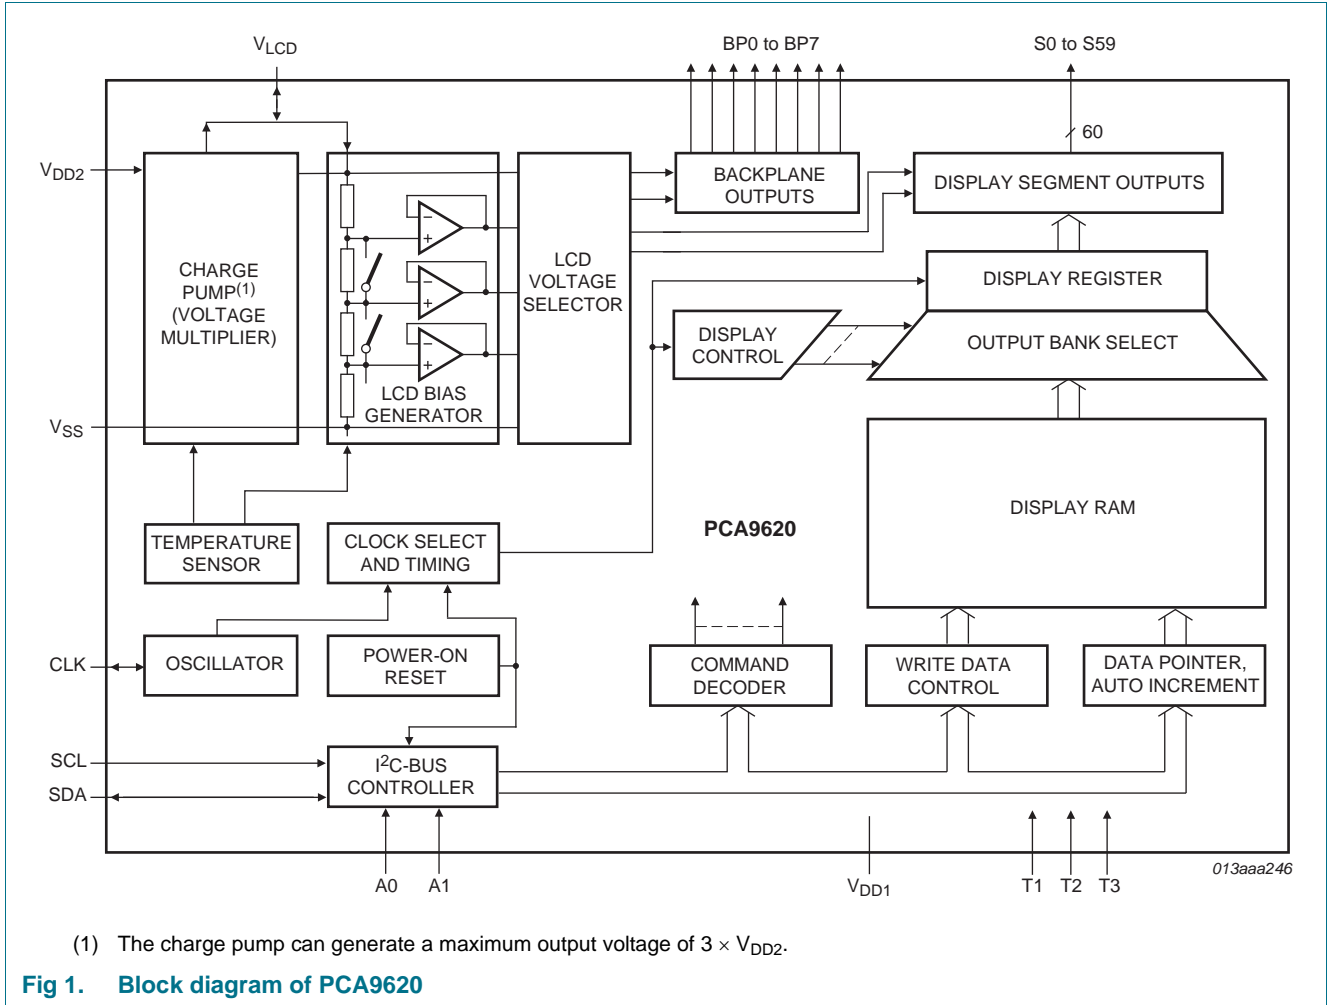 VLCD
BP0 to BP7
S0 to S59
60
VDD2
BACKPLANE
OUTPUTS
DISPLAY SEGMENT OUTPUTS
CHARGE
PUMP(1)
(VOLTAGE
MULTIPLIER)
−
+
−
+
−
+
LCD BIAS
GENERATOR
LCD
VOLTAGE
SELECTOR
DISPLAY REGISTER
DISPLAY
CONTROL
OUTPUT BANK SELECT
VSS
DISPLAY RAM
PCA9620
TEMPERATURE
SENSOR
CLOCK SELECT
AND TIMING
CLK
OSCILLATOR
POWER-ON
RESET
COMMAND
DECODER
WRITE DATA
CONTROL
DATA POINTER,
AUTO INCREMENT
SCL
SDA
I2C-BUS
CONTROLLER
A0
A1
VDD1
T1
T2
T3
013aaa246
(1) The charge pump can generate a maximum output voltage of 3 × VDD2.
Fig 1. Block diagram of PCA9620